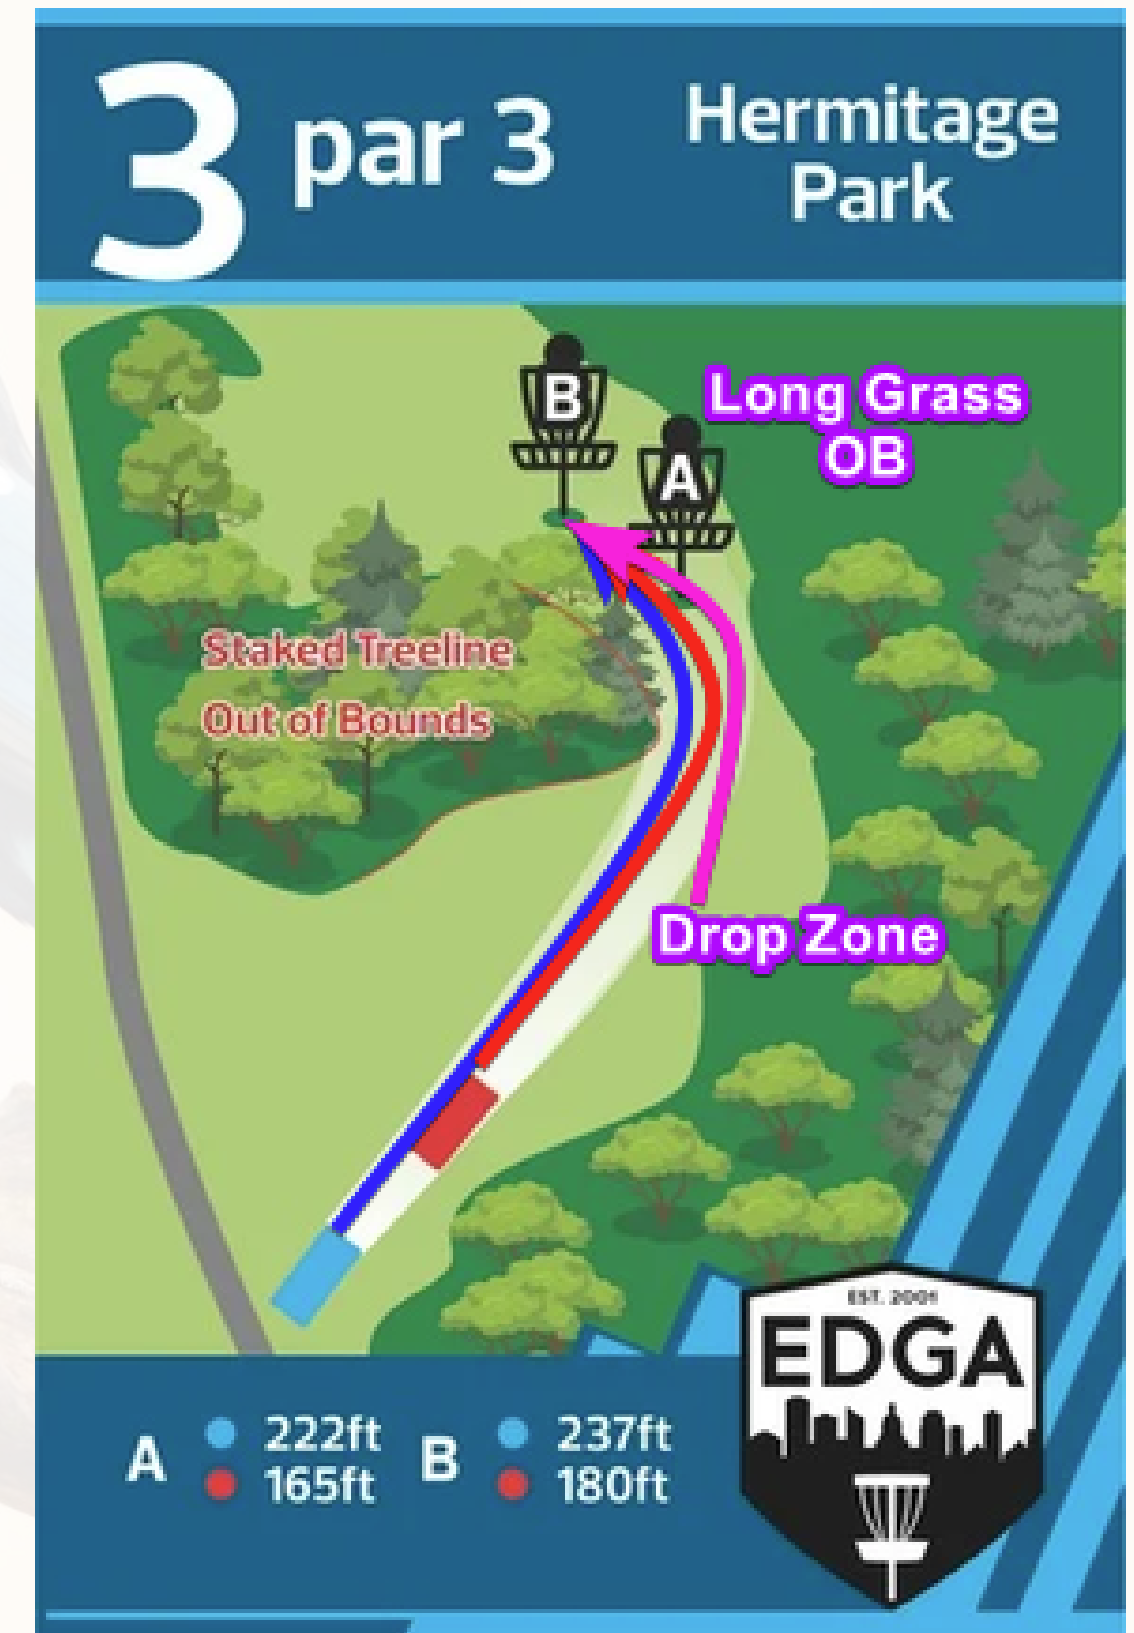 3 par 3
Hermitage
Park
B
Long Grass
OB
A
Staked Treeline
Out of Bounds
Drop Zone
EST. 2001
EDGA
A 222ft B 237ft
165ft 180ft